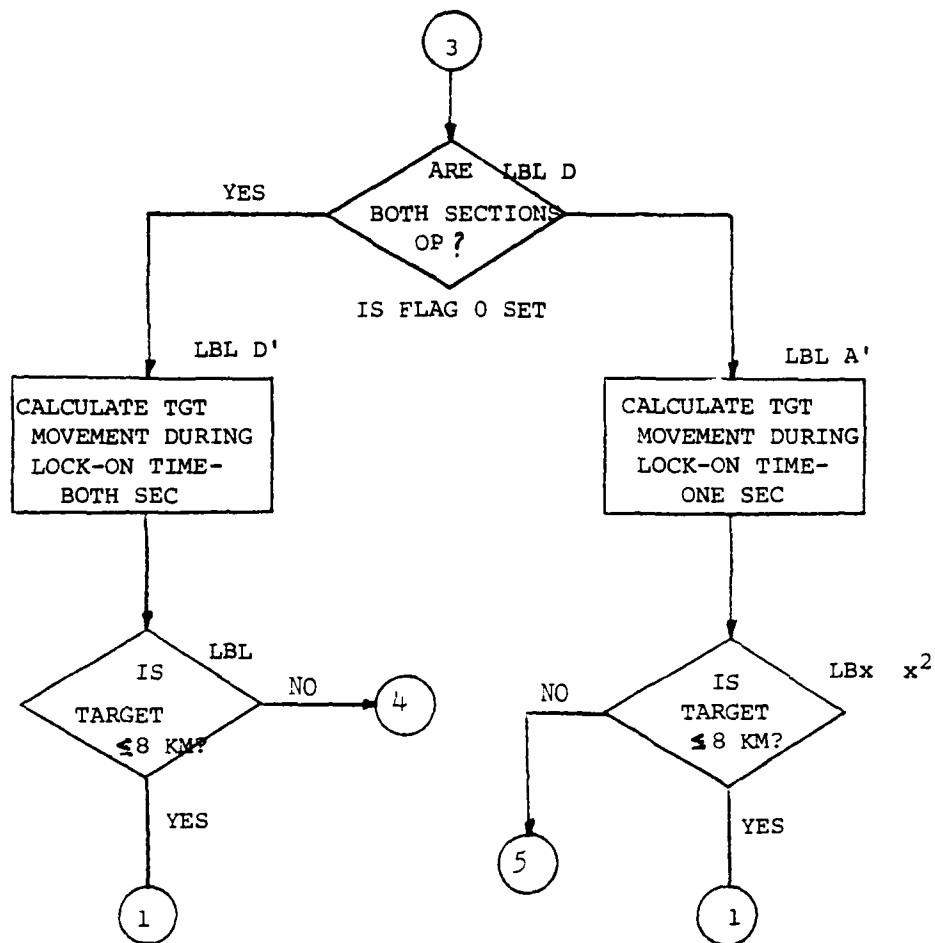 3
ARE LBL D
YES
BOTH SECTIONS
OP?
IS FLAG 0 SET
LBL D'
CALCULATE TGT
MOVEMENT DURING
LOCK-ON TIME-
BOTH SEC
LBL A'
CALCULATE TGT
MOVEMENT DURING
LOCK-ON TIME-
ONE SEC
LBL
IS
TARGET
≤8 KM?
NO
4
YES
1
LBx x²
IS
TARGET
≤8 KM?
NO
5
YES
1